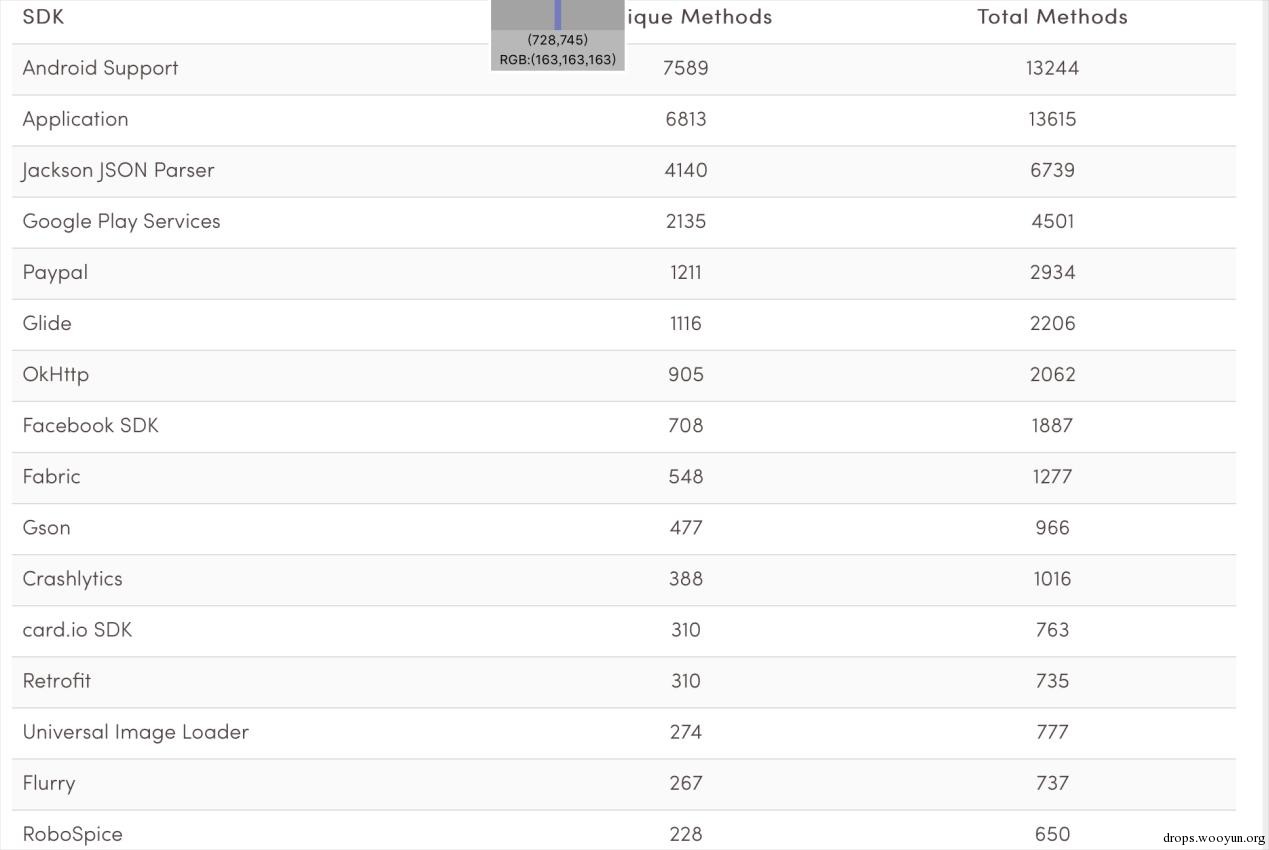 SDK ique Methods Total Methods
(728,745)
RGB:(163,163,163)
Android Support 7589 13244
Application 6813 13615
Jackson JSON Parser 4140 6739
Google Play Services 2135 4501
Paypal 1211 2934
Glide 1116 2206
OkHttp 905 2062
Facebook SDK 708 1887
Fabric 548 1277
Gson 477 966
Crashlytics 388 1016
card.io SDK 310 763
Retrofit 310 735
Universal Image Loader 274 777
Flurry 267 737
RoboSpice 228 650
drops.wooyun.org